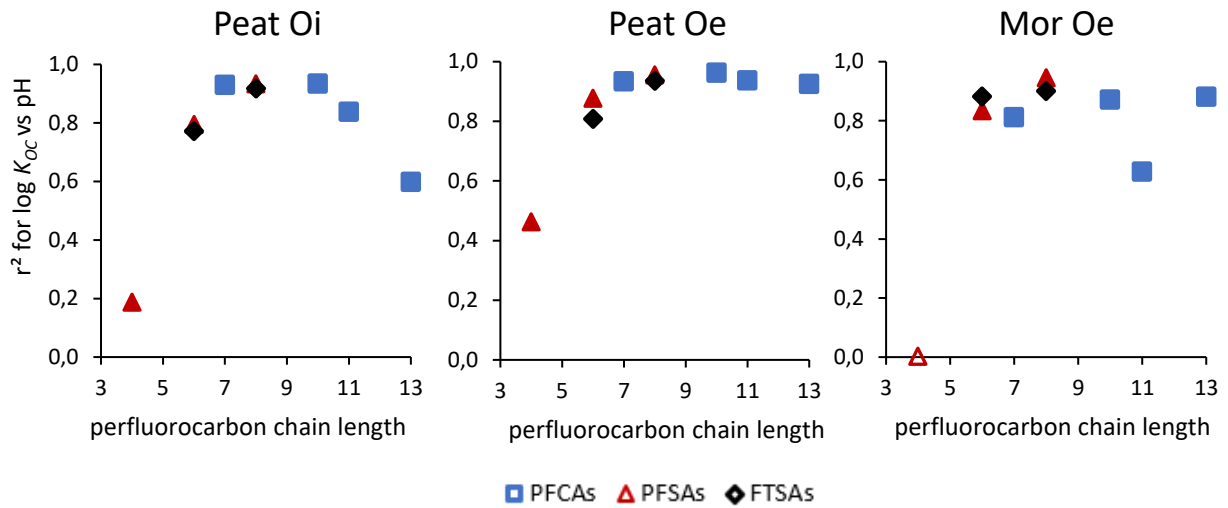 Peat Oi
Peat Oe
Mor Oe
r² for log K_OC vs pH
1,0
0,8
0,6
0,4
0,2
0,0
3 5 7 9 11 13
perfluorocarbon chain length
1,0
0,8
0,6
0,4
0,2
0,0
3 5 7 9 11 13
perfluorocarbon chain length
1,0
0,8
0,6
0,4
0,2
0,0
3 5 7 9 11 13
perfluorocarbon chain length
PFCAs PFSAs FTSAs